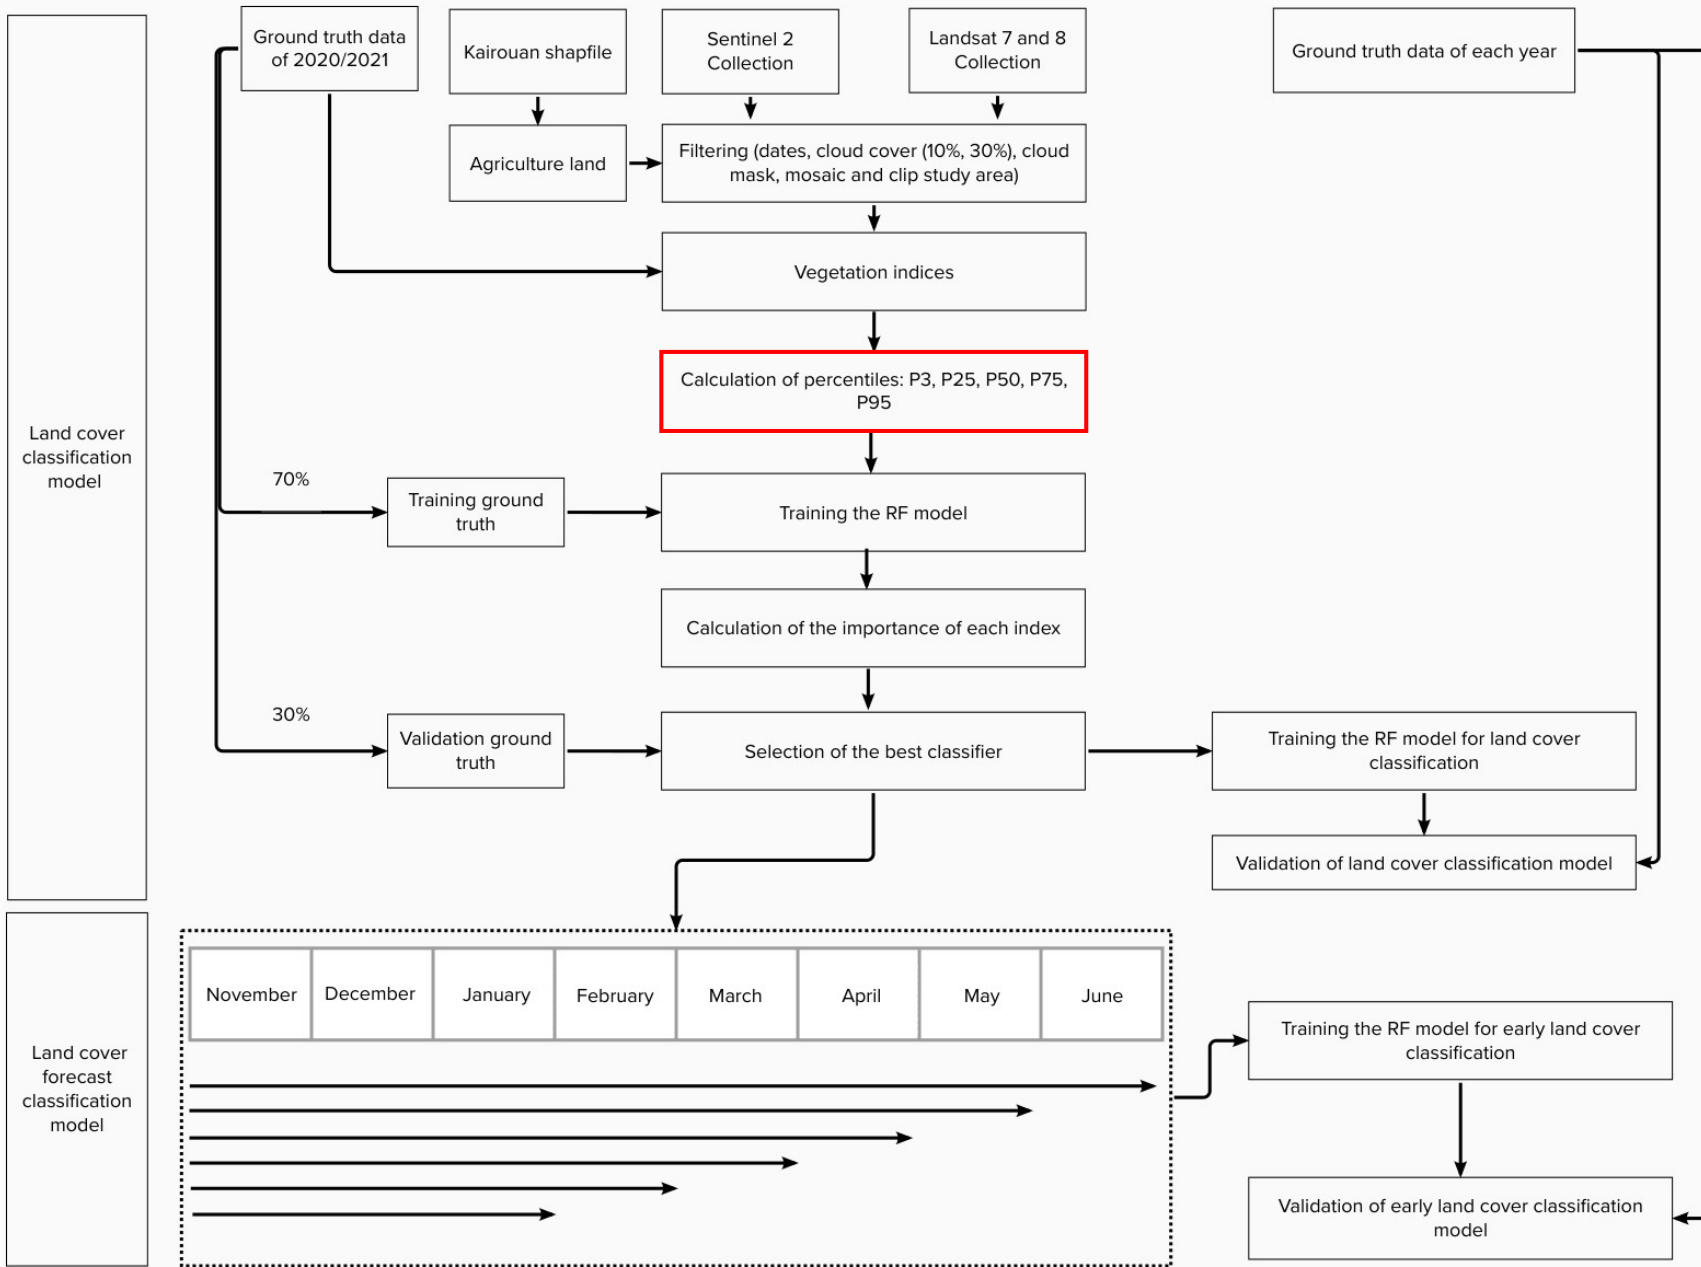 Ground truth data
of 2020/2021
Kairouan shapfile
Sentinel 2
Collection
Landsat 7 and 8
Collection
Ground truth data of each year
Agriculture land
Filtering (dates, cloud cover (10%, 30%), cloud
mask, mosaic and clip study area)
Vegetation indices
Calculation of percentiles: P3, P25, P50, P75,
P95
Land cover
classification
model
70%
Training ground
truth
Training the RF model
Calculation of the importance of each index
30%
Validation ground
truth
Selection of the best classifier
Training the RF model for land cover
classification
Validation of land cover classification model
Land cover
forecast
classification
model
November
December
January
February
March
April
May
June
Training the RF model for early land cover
classification
Validation of early land cover classification
model